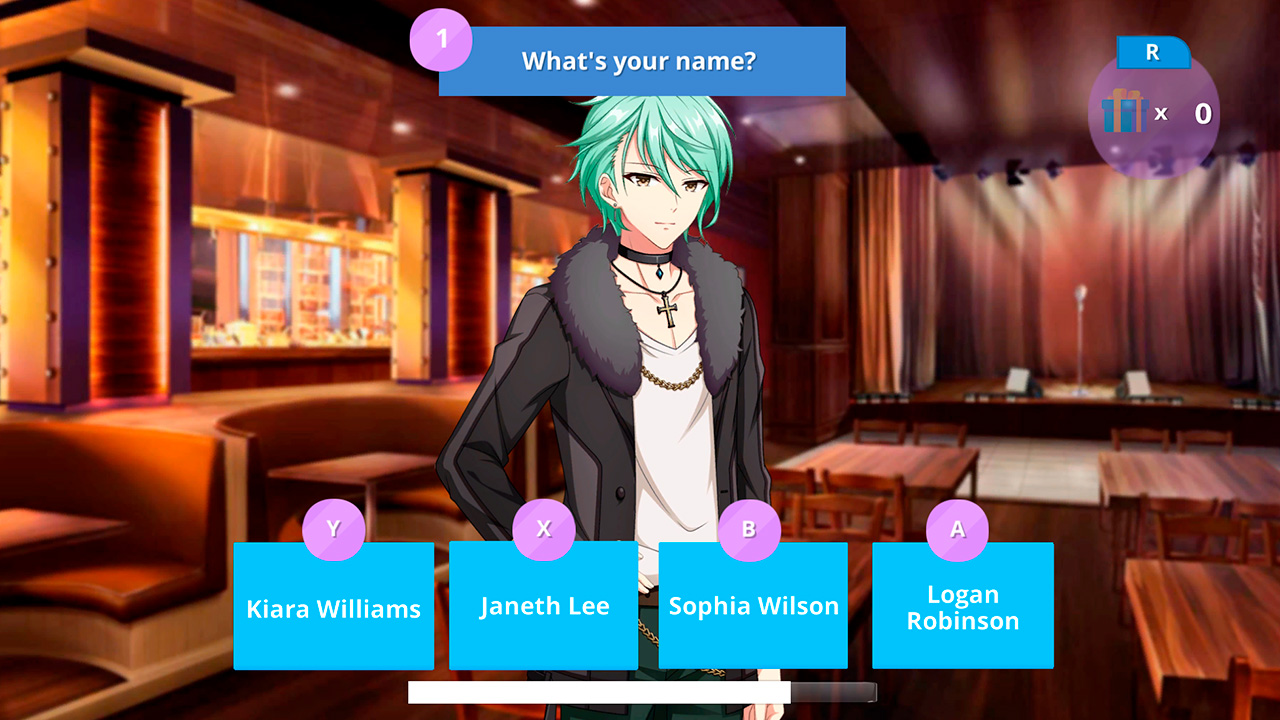 1
What's your name?
R
x 0
Y
X
B
A
Kiara Williams
Janeth Lee
Sophia Wilson
Logan
Robinson